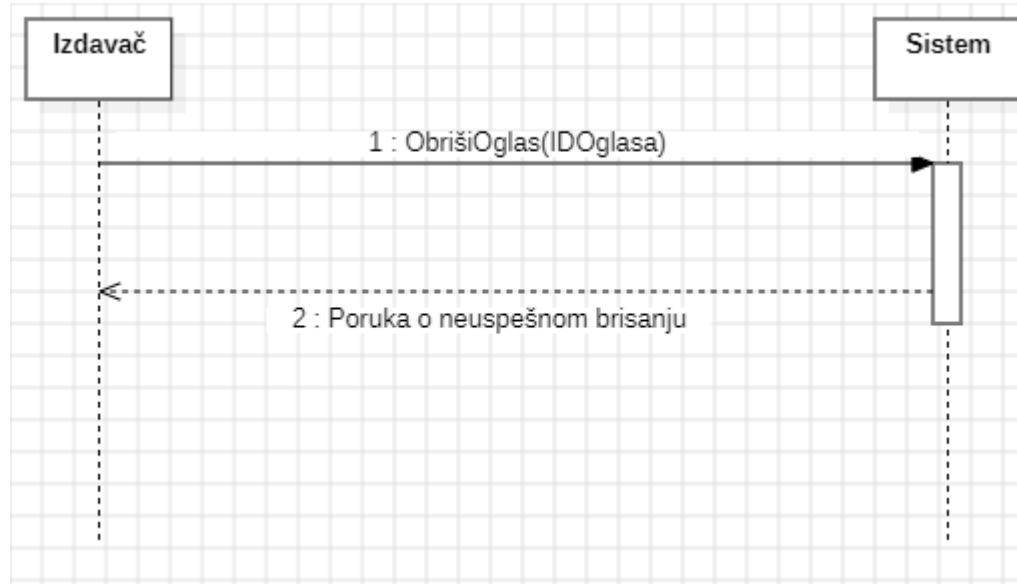 Izdavač
Sistem
1 : ObrišiOglas(IDOglasa)
2 : Poruka o neuspešnom brisanju